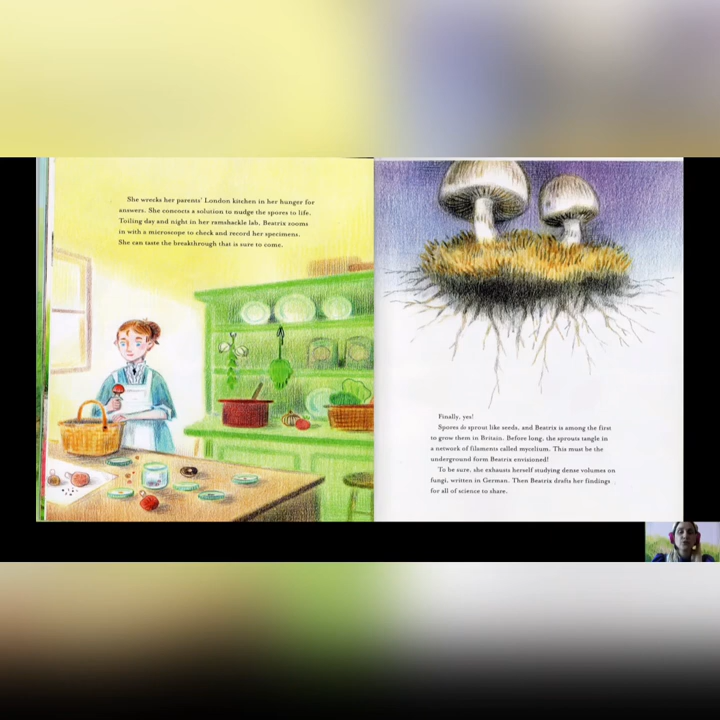 She wrecks her parents' London kitchen in her hunger for
answers. She concocts a solution to nudge the spores to life.
Toiling day and night in her ramshackle lab, Beatrix zooms
in with a microscope to check and record her specimens.
She can taste the breakthrough that is sure to come.
Finally, yes!
Spores do sprout like seeds, and Beatrix is among the first
to grow them in Britain. Before long, the sprouts tangle in
a network of filaments called mycelium. This must be the
underground form Beatrix envisioned!
To be sure, she exhausts herself studying dense volumes on
fungi, written in German. Then Beatrix drafts her findings
for all of science to share.